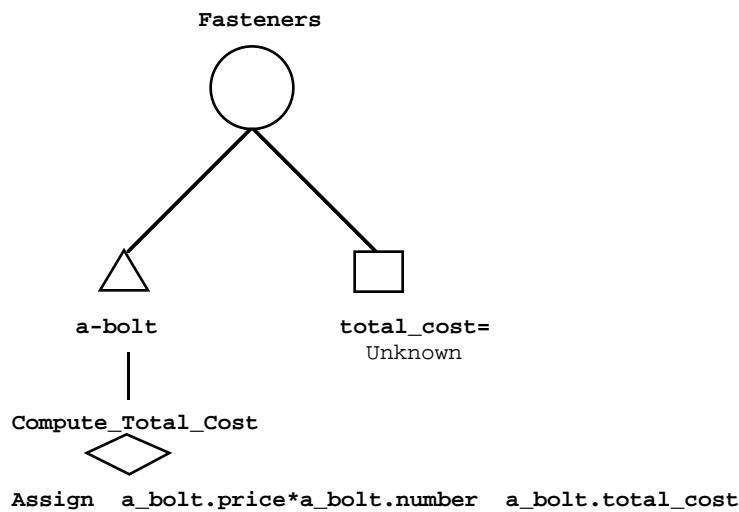 Fasteners
a-bolt
total_cost=
Unknown
Compute_Total_Cost
Assign a_bolt.price*a_bolt.number a_bolt.total_cost